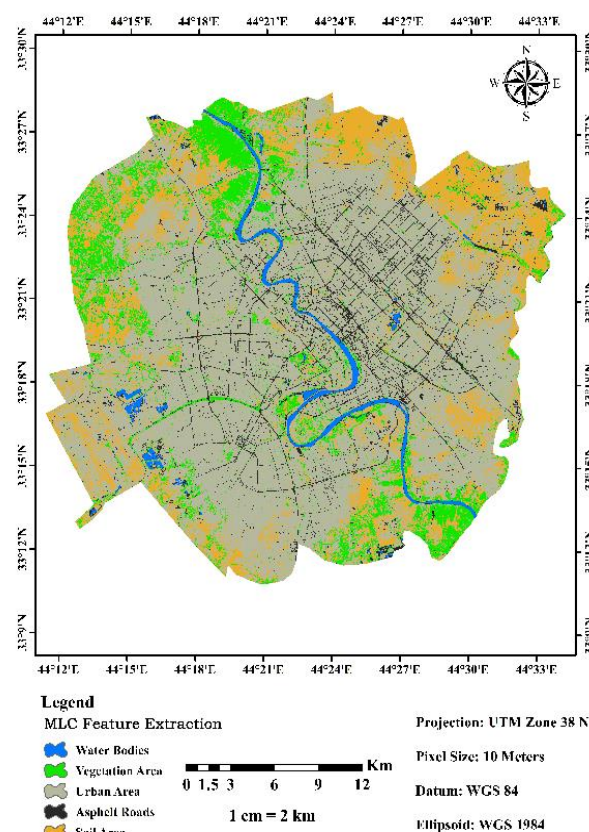 44°12'E 44°15'E 44°18'E 44°21'E 44°24'E 44°27'E 44°30'E 44°33'E
N
W E
S
33°30'N
33°27'N
33°24'N
33°21'N
33°18'N
33°15'N
33°12'N
33°9'N
44°12'E 44°15'E 44°18'E 44°21'E 44°24'E 44°27'E 44°30'E 44°33'E
Legend
MLC Feature Extraction
Water Bodies
Vegetation Area
Urban Area
Asphelt Roads
Soil Area
Km
0 1.5 3 6 9 12
1 cm = 2 km
Projection: UTM Zone 38 N
Pixel Size: 10 Meters
Datum: WGS 84
Ellipsoid: WGS 1984